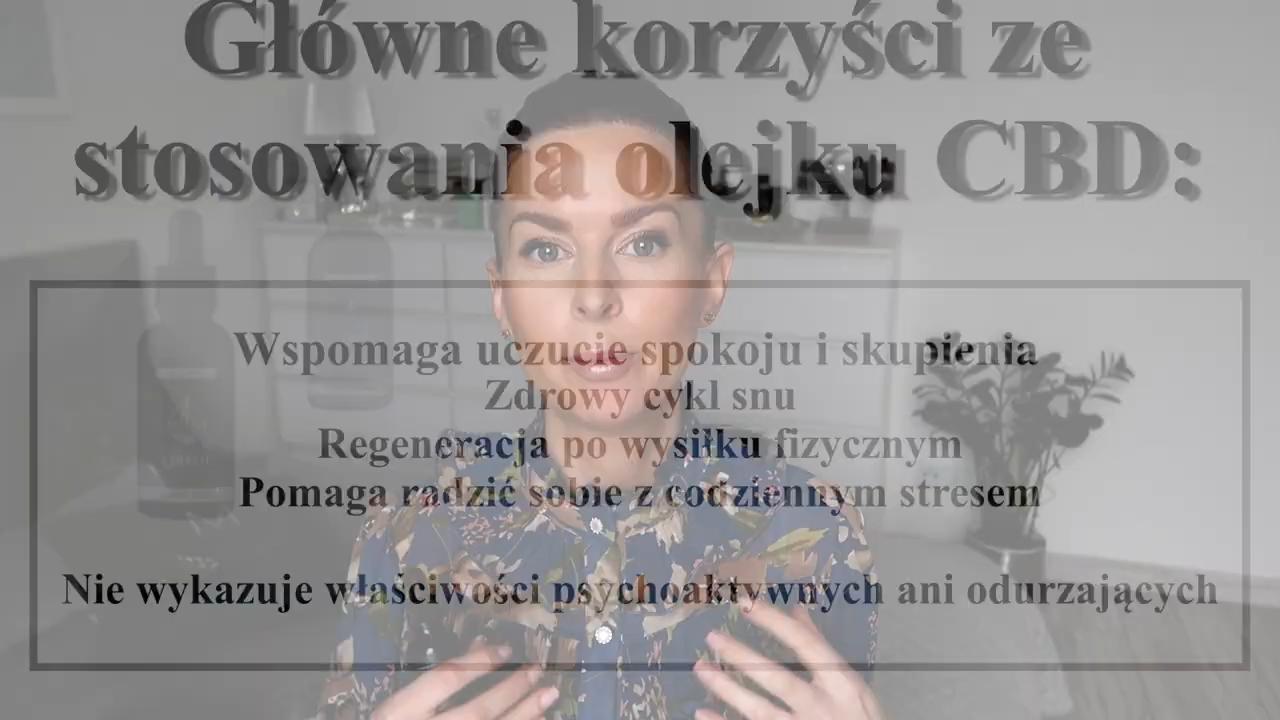 Główne korzyści ze
stosowania olejku CBD:
Wspomaga uczucie spokoju i skupienia
Zdrowy cykl snu
Regeneracja po wysiłku fizycznym
Pomaga radzić sobie z codziennym stresem
Nie wykazuje właściwości psychoaktywnych ani odurzających